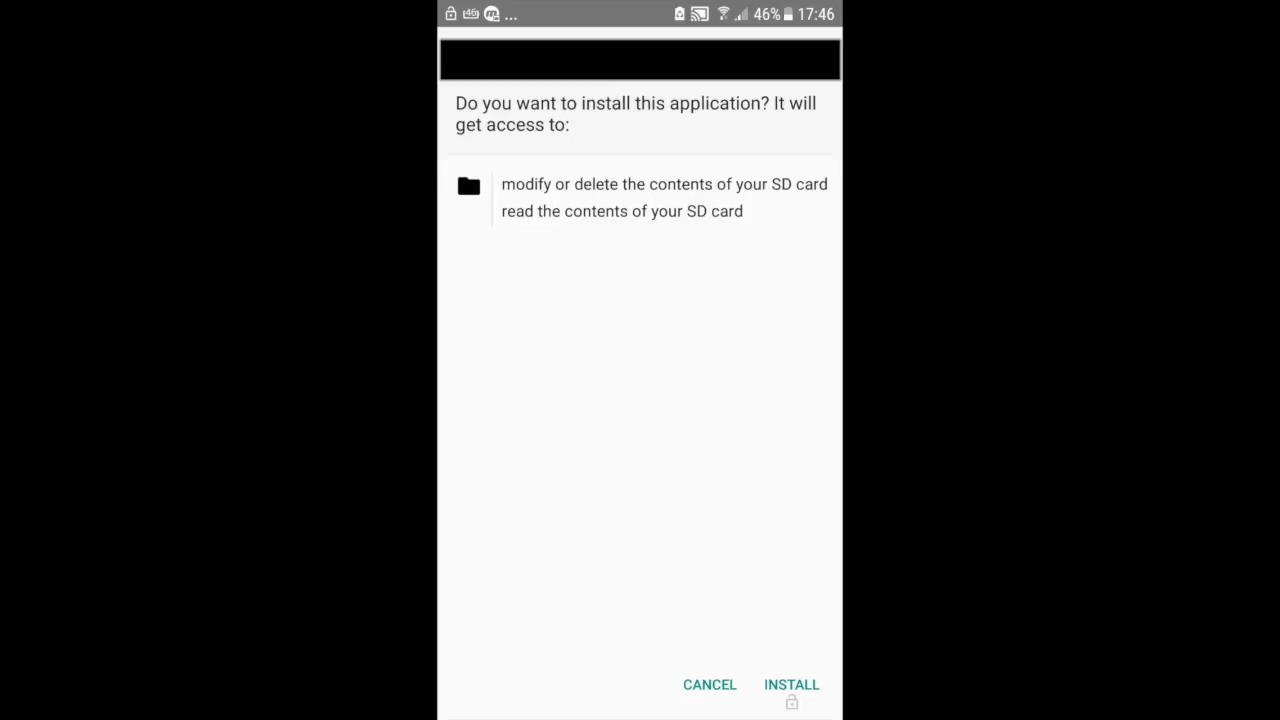 46 ... 46% 17:46
Do you want to install this application? It will
get access to:
modify or delete the contents of your SD card
read the contents of your SD card
CANCEL INSTALL